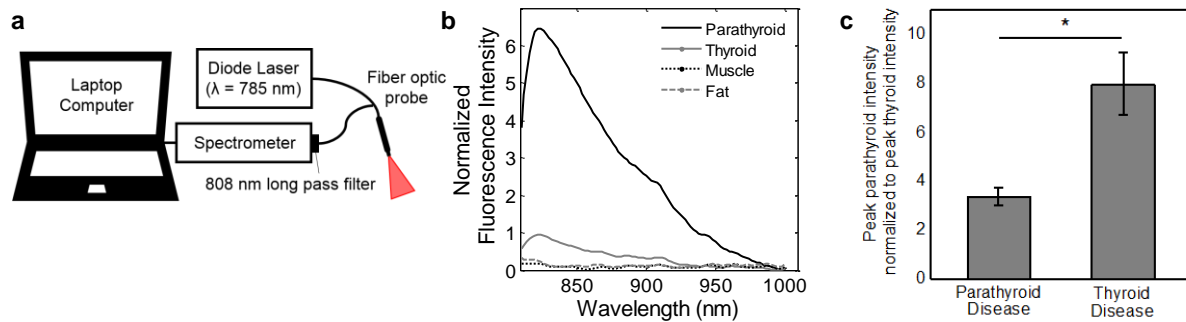 a
Laptop
Computer
Diode Laser
(λ = 785 nm)
Fiber optic
probe
Spectrometer
808 nm long pass filter
b
Normalized
Fluorescence Intensity
6
5
4
3
2
1
0
Parathyroid
Thyroid
Muscle
Fat
850
900
950
1000
Wavelength (nm)
c
Peak parathyroid intensity
normalized to peak thyroid intensity
10
8
6
4
2
0
*
Parathyroid
Disease
Thyroid
Disease